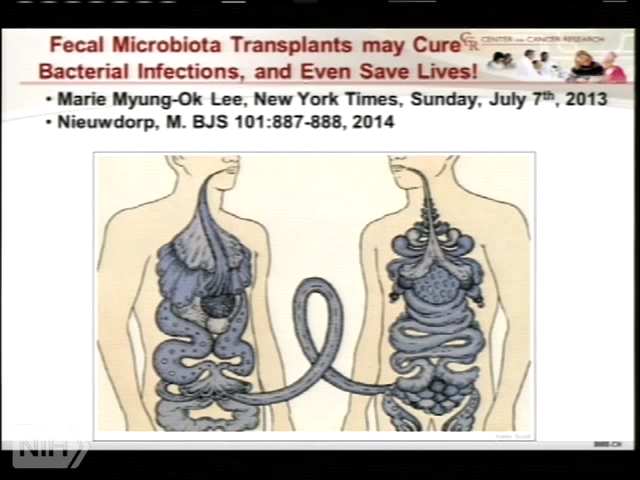 Fecal Microbiota Transplants may Cure
CCR CENTER FOR CANCER RESEARCH
Bacterial Infections, and Even Save Lives!
• Marie Myung-Ok Lee, New York Times, Sunday, July 7th, 2013
• Nieuwdorp, M. BJS 101:887-888, 2014
NIH